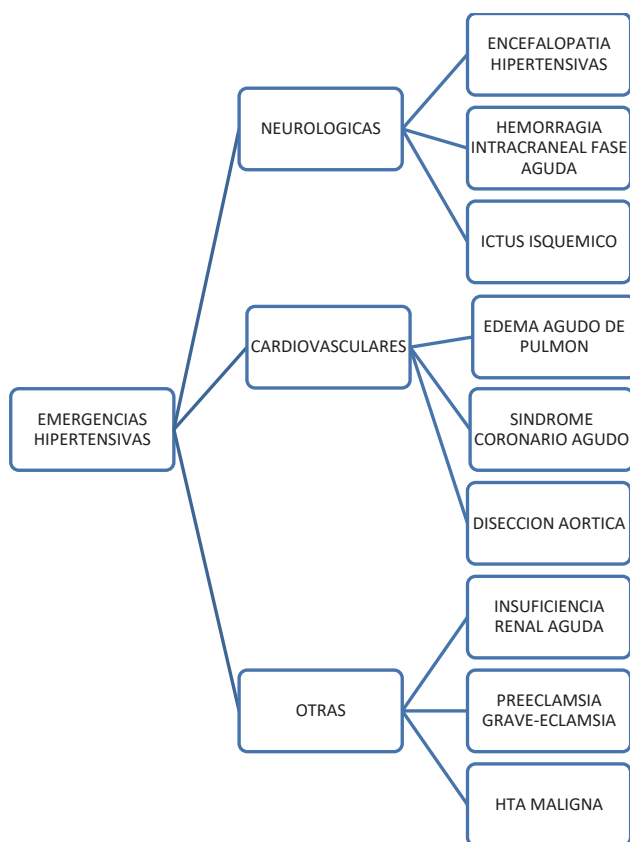 ENCEFALOPATIA
HIPERTENSIVAS
NEUROLOGICAS
HEMORRAGIA
INTRACRANEAL FASE
AGUDA
ICTUS ISQUEMICO
EDEMA AGUDO DE
PULMON
CARDIOVASCULARES
EMERGENCIAS
HIPERTENSIVAS
SINDROME
CORONARIO AGUDO
DISECCION AORTICA
INSUFICIENCIA
RENAL AGUDA
OTRAS
PREECLAMSIA
GRAVE-ECLAMSIA
HTA MALIGNA